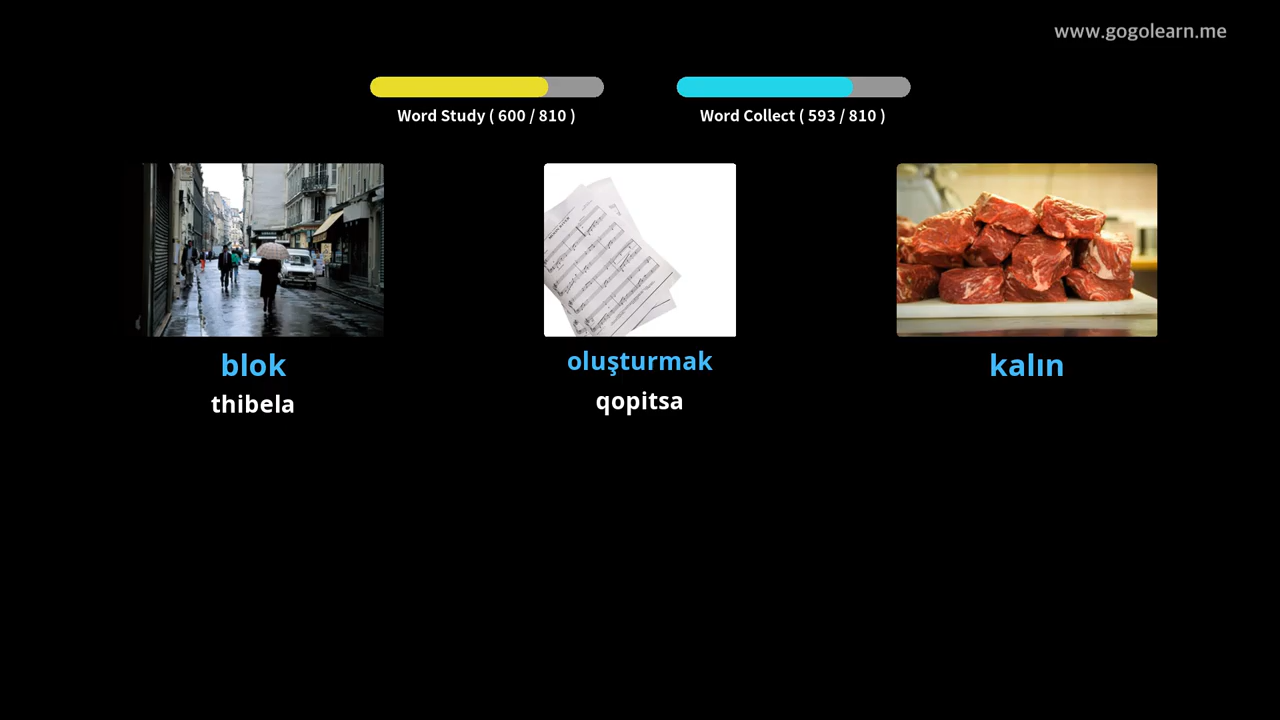 www.gogolearn.me
Word Study ( 600 / 810 )
Word Collect ( 593 / 810 )
blok
thibela
oluşturmak
qopitsa
kalın